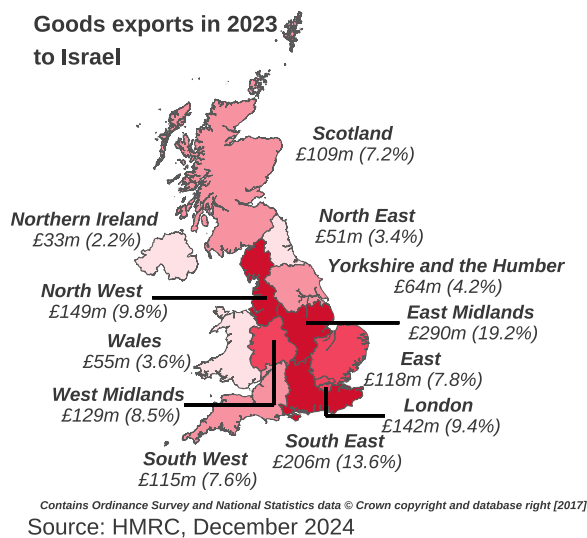 Goods exports in 2023
to Israel
Scotland
£109m (7.2%)
Northern Ireland
£33m (2.2%)
North East
£51m (3.4%)
Yorkshire and the Humber
£64m (4.2%)
North West
£149m (9.8%)
East Midlands
£290m (19.2%)
Wales
£55m (3.6%)
East
£118m (7.8%)
West Midlands
£129m (8.5%)
London
£142m (9.4%)
South East
£206m (13.6%)
South West
£115m (7.6%)
Contains Ordinance Survey and National Statistics data © Crown copyright and database right [2017]
Source: HMRC, December 2024